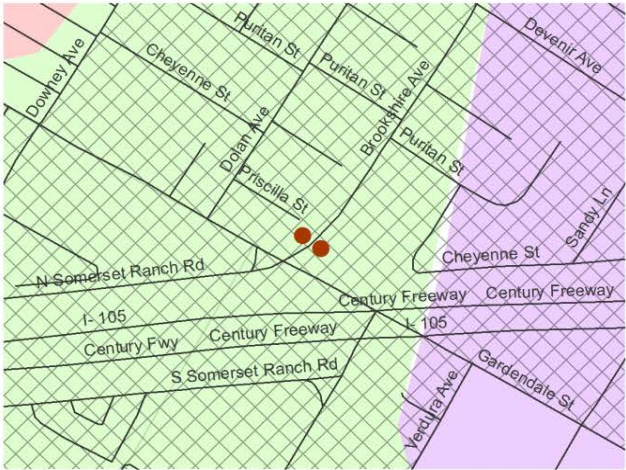 Puritan St
Devenir Ave
Downey Ave
Cheyenne St
Puritan St
Brookshire Ave
Dolan Ave
Puritan St
Priscilla St
Sandy Ln
Cheyenne St
N Somerset Ranch Rd
Century Freeway
Century Freeway
I- 105
I- 105
Century Freeway
Century Fwy
S Somerset Ranch Rd
Gardendale St
Verdura Ave